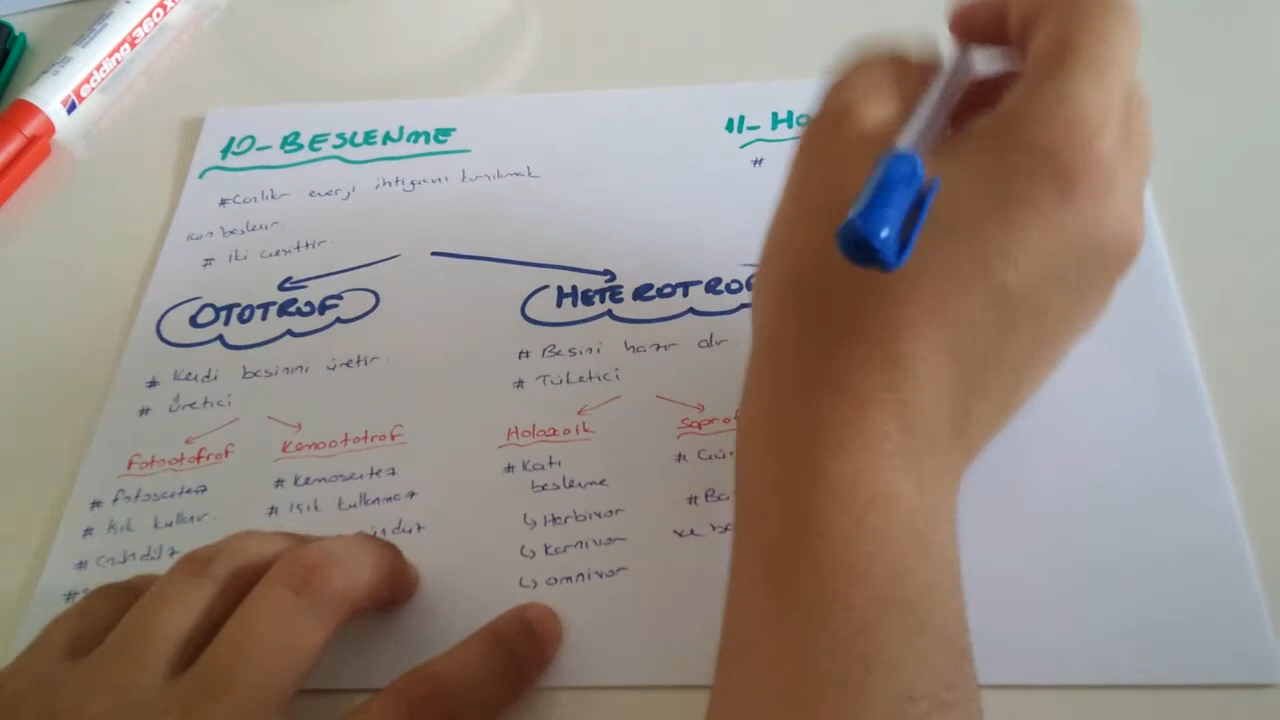 edding 360 x
10-BESLENME
#Canlılar enerji ihtiyacını karşılamak
için beslenir.
# iki çeşittir.
OTOTROF
# Kendi besinini üretir.
# üretici
Fotoototrof
# fotosentez
# Işık kullanır.
Kemoototrof
# Kemosentez
# Işık kullanmaz
HETEROTROF
# Besini hazır alır.
# Tüketici
Holozoik
# Katı
beslenme
↳ Herbivor
↳ Karnivor
↳ omnivor
Saprof
ve
11-Ho
#